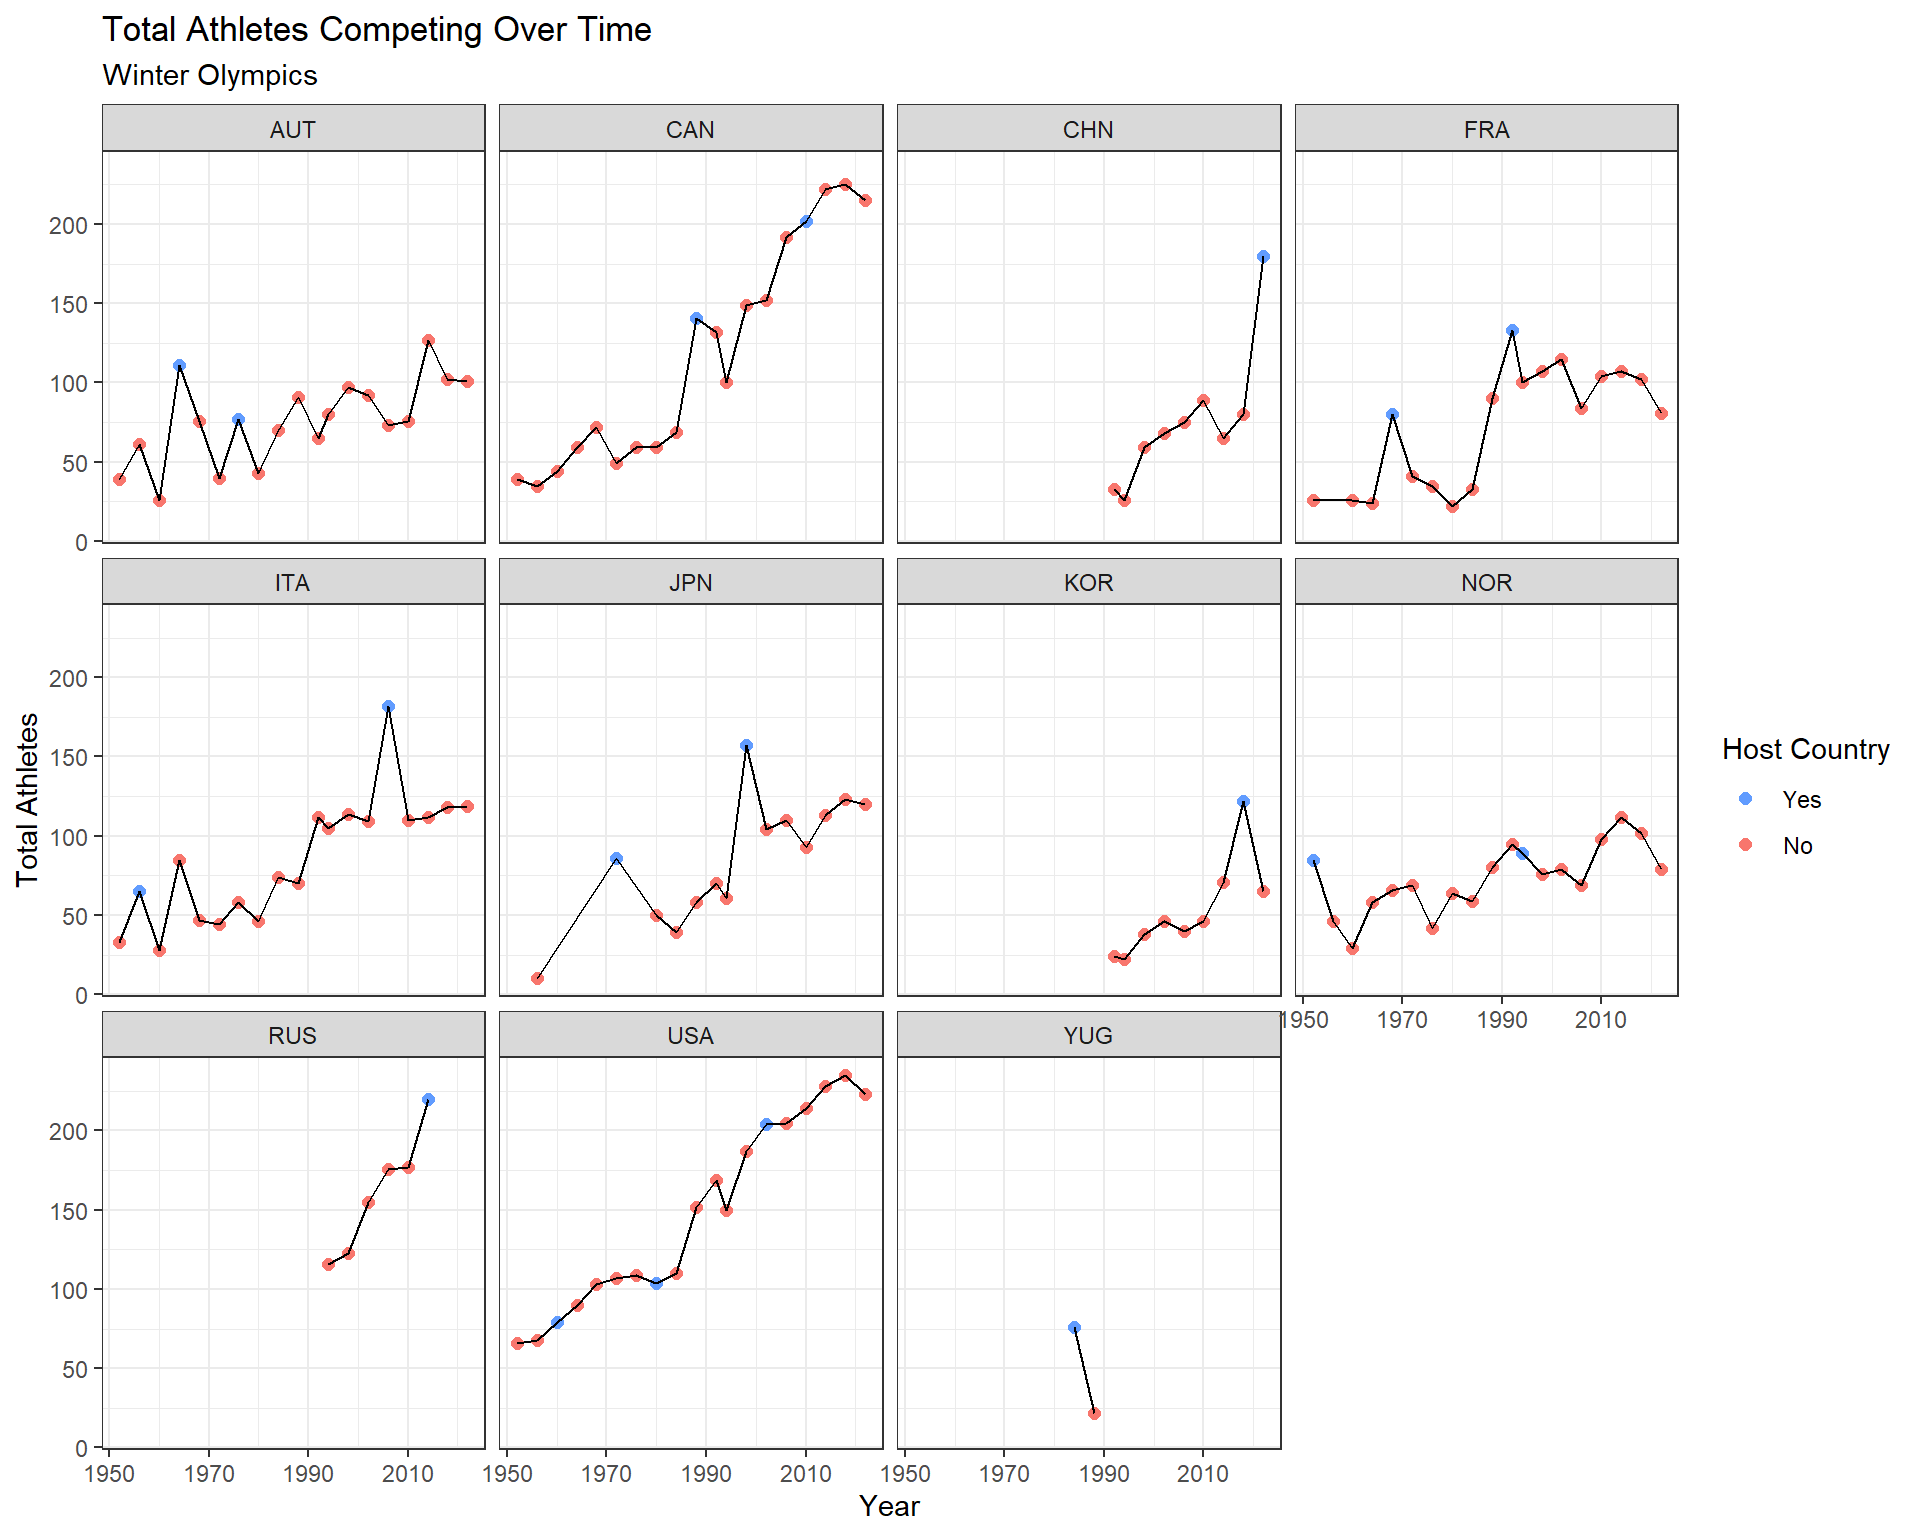 Total Athletes Competing Over Time
Winter Olympics
AUT CAN CHN FRA
200
150
100
50
0
ITA JPN KOR NOR
200
150
100
50
0
1950 1970 1990 2010
RUS USA YUG
200
150
100
50
0
1950 1970 1990 2010 1950 1970 1990 2010 1950 1970 1990 2010
Year
Total Athletes
Host Country
Yes
No